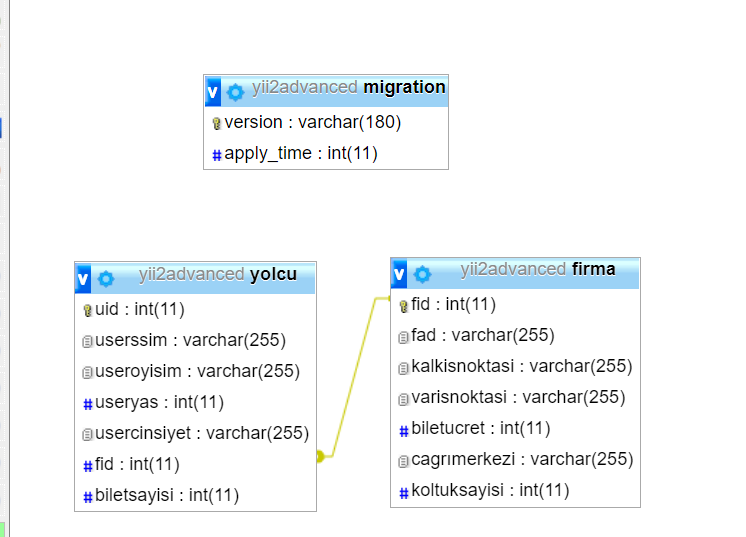 yii2advanced migration
version : varchar(180)
apply_time : int(11)
yii2advanced yolcu
uid : int(11)
userssim : varchar(255)
useroyisim : varchar(255)
useryas : int(11)
usercinsiyet : varchar(255)
fid : int(11)
biletsayisi : int(11)
yii2advanced firma
fid : int(11)
fad : varchar(255)
kalkisnoktasi : varchar(255)
varisnoktasi : varchar(255)
biletucret : int(11)
cagrımerkezi : varchar(255)
koltuksayisi : int(11)